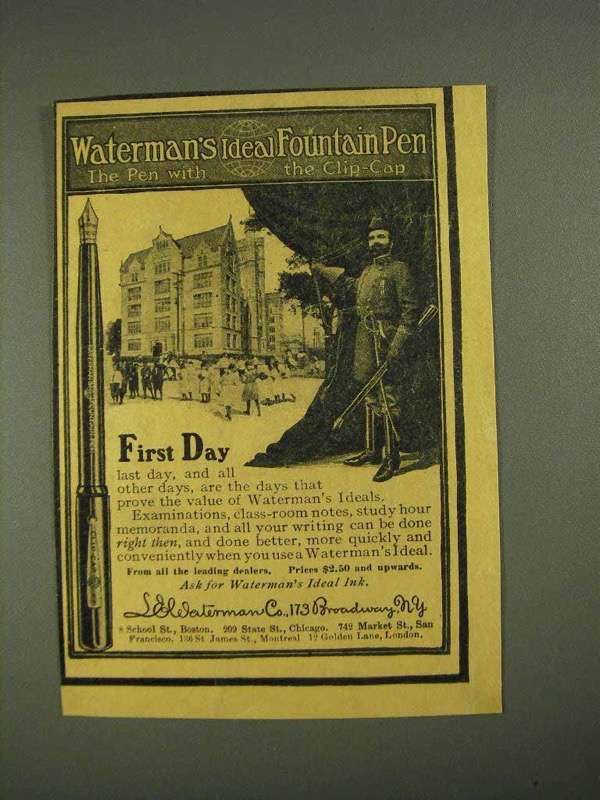 Waterman's Ideal Fountain Pen
The Pen with the Clip-Cap
First Day
last day, and all
other days, are the days that
prove the value of Waterman's Ideals.
Examinations, class-room notes, study hour
memoranda, and all your writing can be done
right then, and done better, more quickly and
conveniently when you use a Waterman's Ideal.
From all the leading dealers. Prices $2.50 and upwards.
Ask for Waterman's Ideal Ink.
L E Waterman Co., 173 Broadway, NY
8 School St., Boston. 209 State St., Chicago. 742 Market St., San
Francisco. 136 St. James St., Montreal 12 Golden Lane, London.